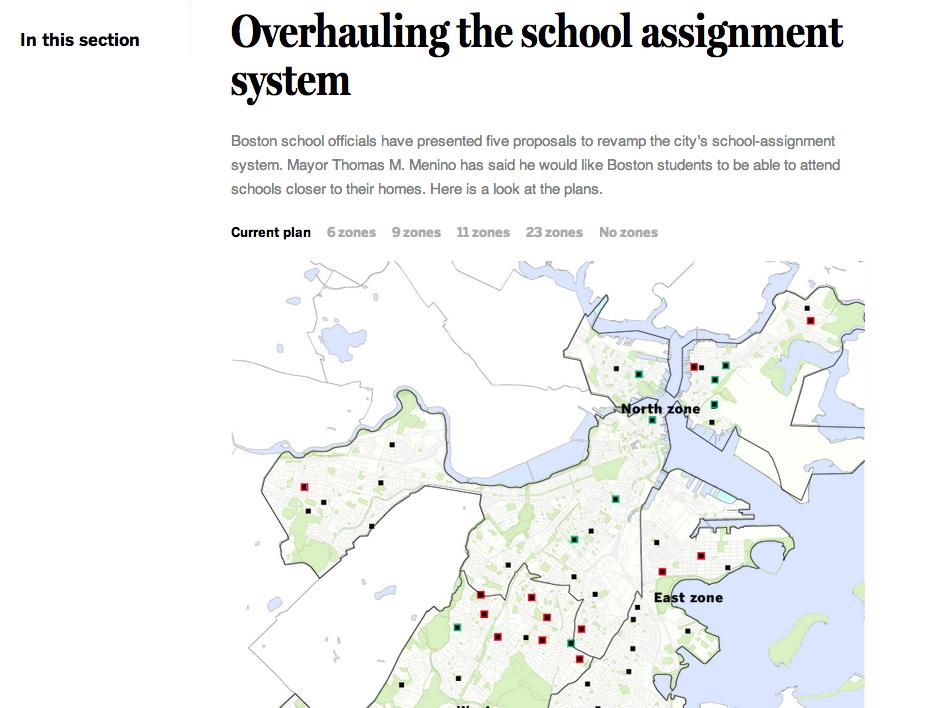 In this section
Overhauling the school assignment
system
Boston school officials have presented five proposals to revamp the city's school-assignment
system. Mayor Thomas M. Menino has said he would like Boston students to be able to attend
schools closer to their homes. Here is a look at the plans.
Current plan 6 zones 9 zones 11 zones 23 zones No zones
North zone
East zone